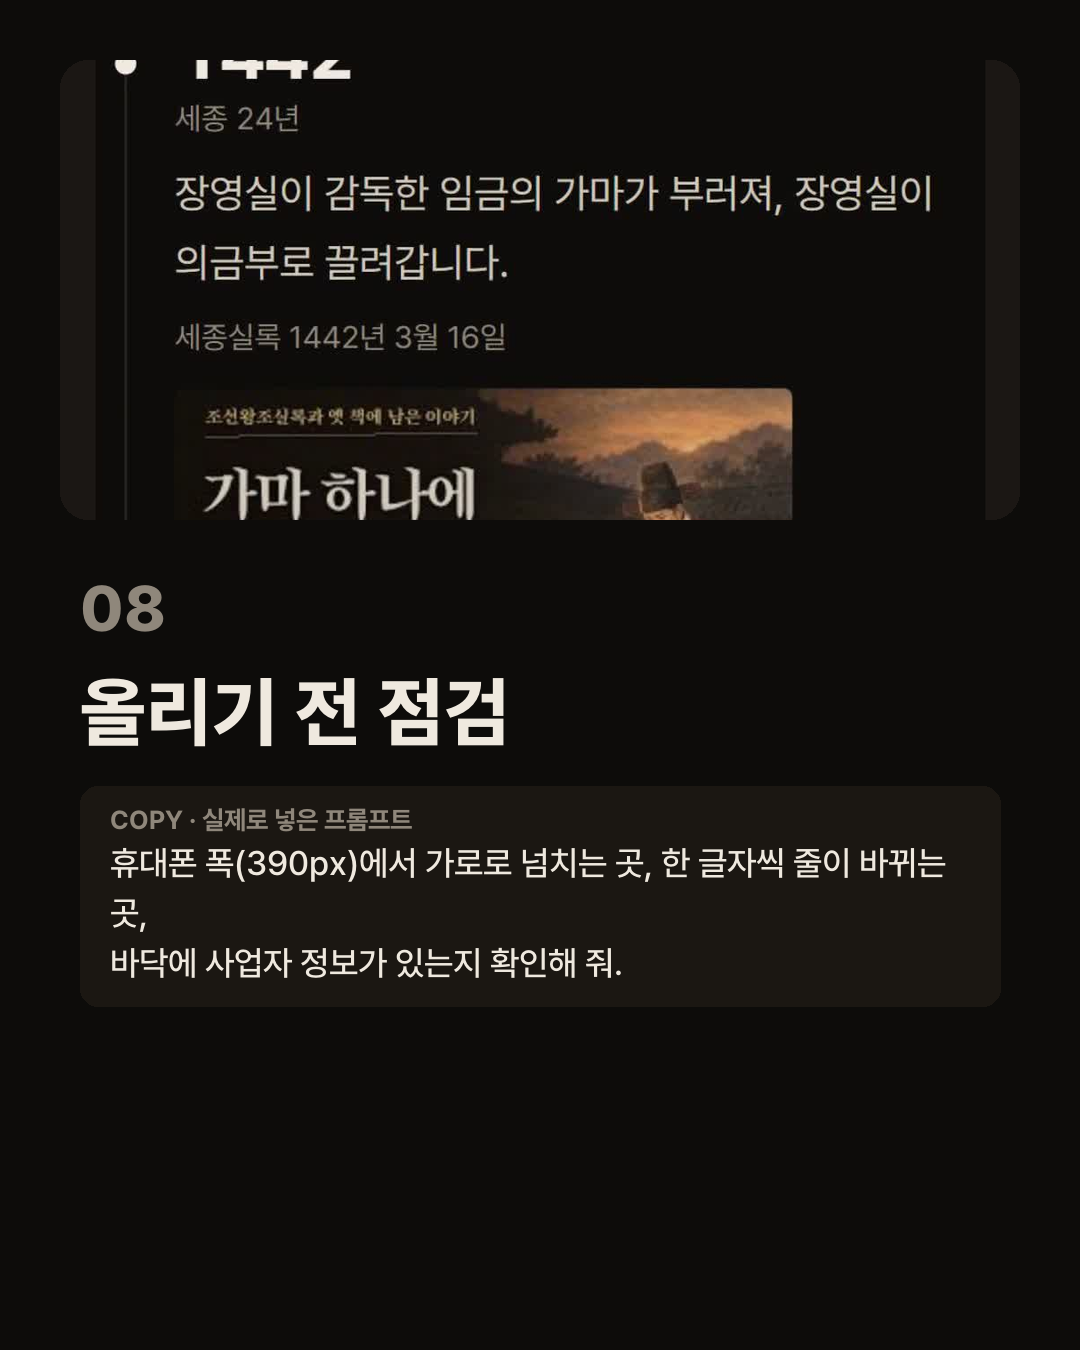 1442
세종 24년
장영실이 감독한 임금의 가마가 부러져, 장영실이
의금부로 끌려갑니다.
세종실록 1442년 3월 16일
조선왕조실록과 옛 책에 남은 이야기
가마 하나에
08
올리기 전 점검
COPY · 실제로 넣은 프롬프트
휴대폰 폭(390px)에서 가로로 넘치는 곳, 한 글자씩 줄이 바뀌는
곳,
바닥에 사업자 정보가 있는지 확인해 줘.